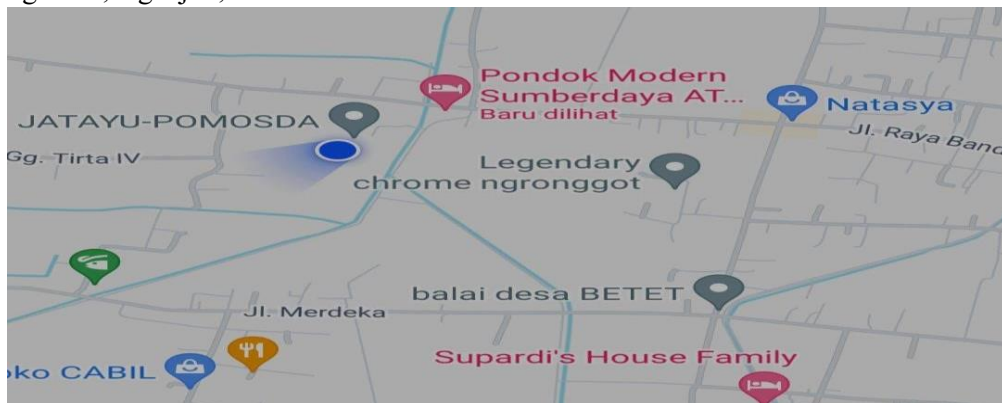 Pondok Modern
Sumberdaya AT...
Baru dilihat
Natasya
JATAYU-POMOSDA
Jl. Raya Band
Gg. Tirta IV
Legendary
chrome ngronggot
balai desa BETET
Jl. Merdeka
oko CABIL
Supardi's House Family